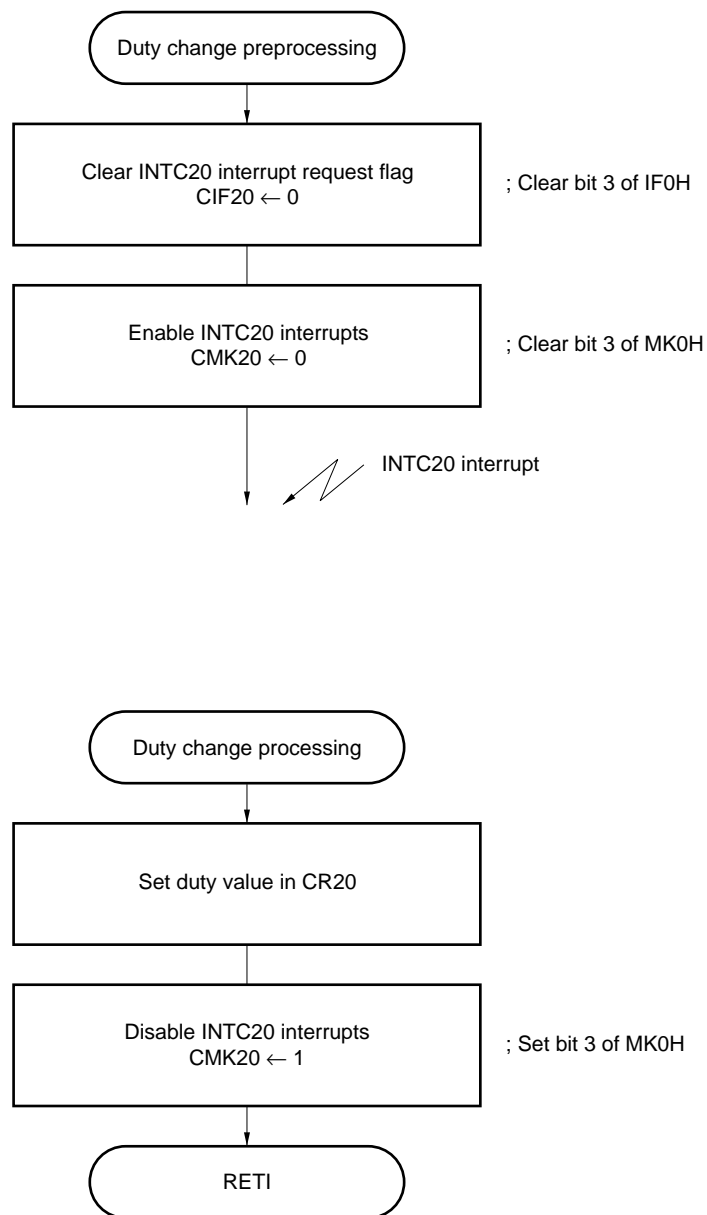 Duty change preprocessing
Clear INTC20 interrupt request flag
CIF20 ← 0
; Clear bit 3 of IF0H
Enable INTC20 interrupts
CMK20 ← 0
; Clear bit 3 of MK0H
INTC20 interrupt
Duty change processing
Set duty value in CR20
Disable INTC20 interrupts
CMK20 ← 1
; Set bit 3 of MK0H
RETI